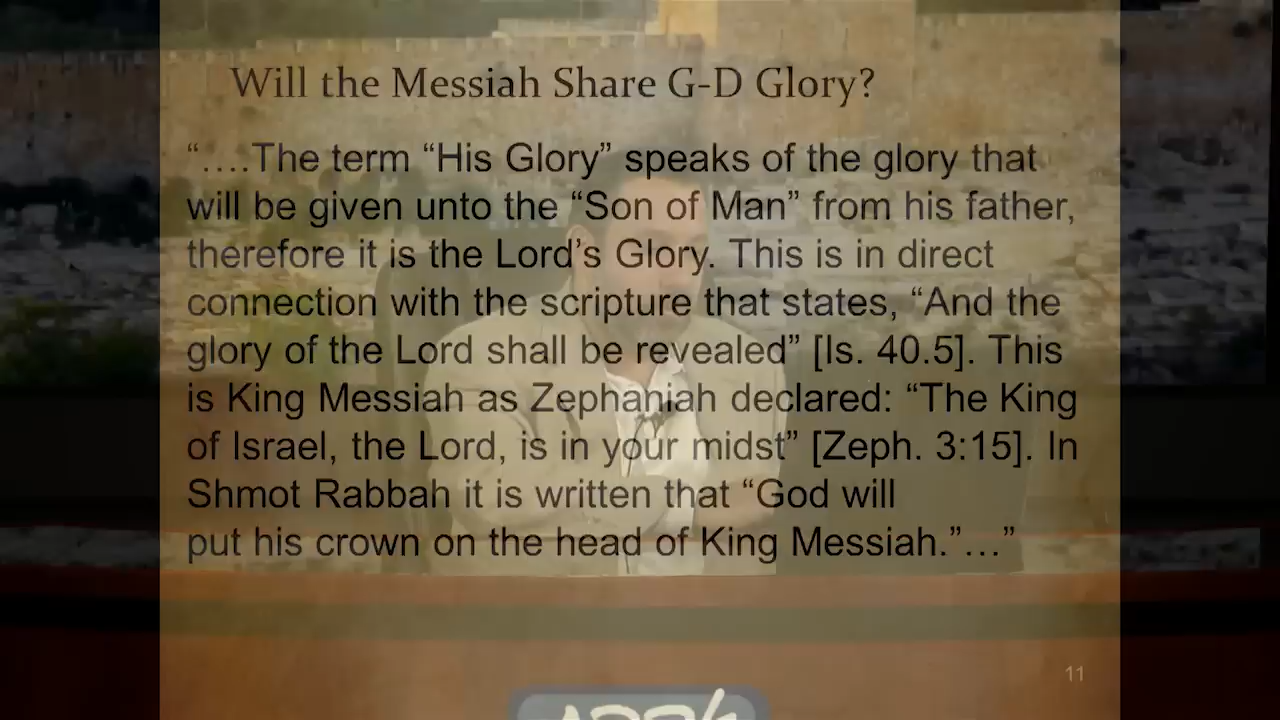 Will the Messiah Share G-D Glory?
“….The term “His Glory” speaks of the glory that
will be given unto the “Son of Man” from his father,
therefore it is the Lord’s Glory. This is in direct
connection with the scripture that states, “And the
glory of the Lord shall be revealed” [Is. 40.5]. This
is King Messiah as Zephaniah declared: “The King
of Israel, the Lord, is in your midst” [Zeph. 3:15]. In
Shmot Rabbah it is written that “God will
put his crown on the head of King Messiah.”…”
11